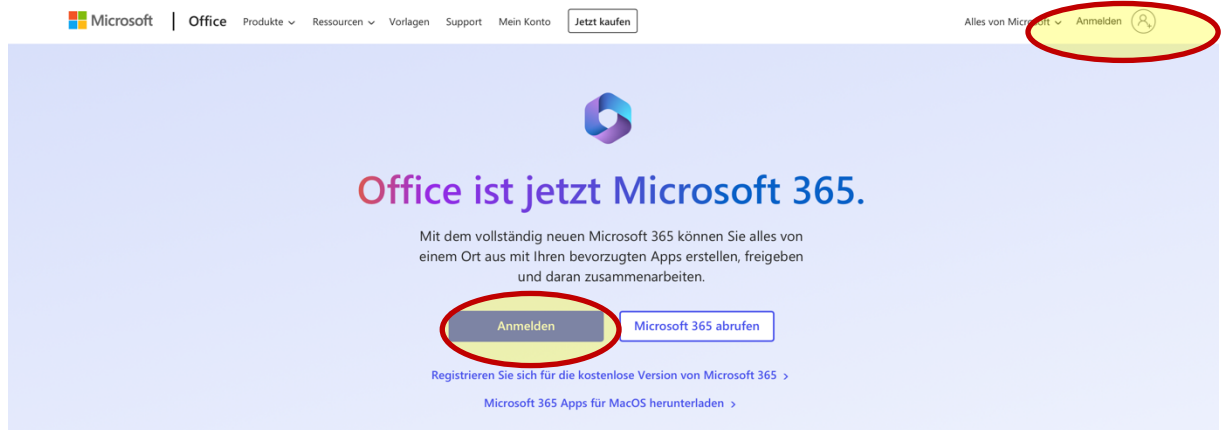 Microsoft Office Produkte Ressourcen Vorlagen Support Mein Konto Jetzt kaufen Alles von Microsoft Anmelden
Office ist jetzt Microsoft 365.
Mit dem vollständig neuen Microsoft 365 können Sie alles von
einem Ort aus mit Ihren bevorzugten Apps erstellen, freigeben
und daran zusammenarbeiten.
Anmelden Microsoft 365 abrufen
Registrieren Sie sich für die kostenlose Version von Microsoft 365 >
Microsoft 365 Apps für MacOS herunterladen >